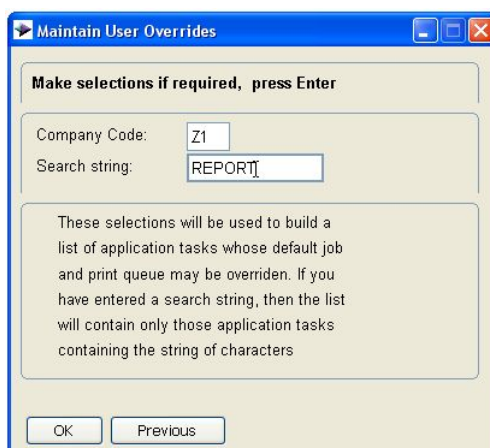 Maintain User Overrides
Make selections if required, press Enter
Company Code: Z1
Search string: REPORT
These selections will be used to build a
list of application tasks whose default job
and print queue may be overriden. If you
have entered a search string, then the list
will contain only those application tasks
containing the string of characters
OK Previous